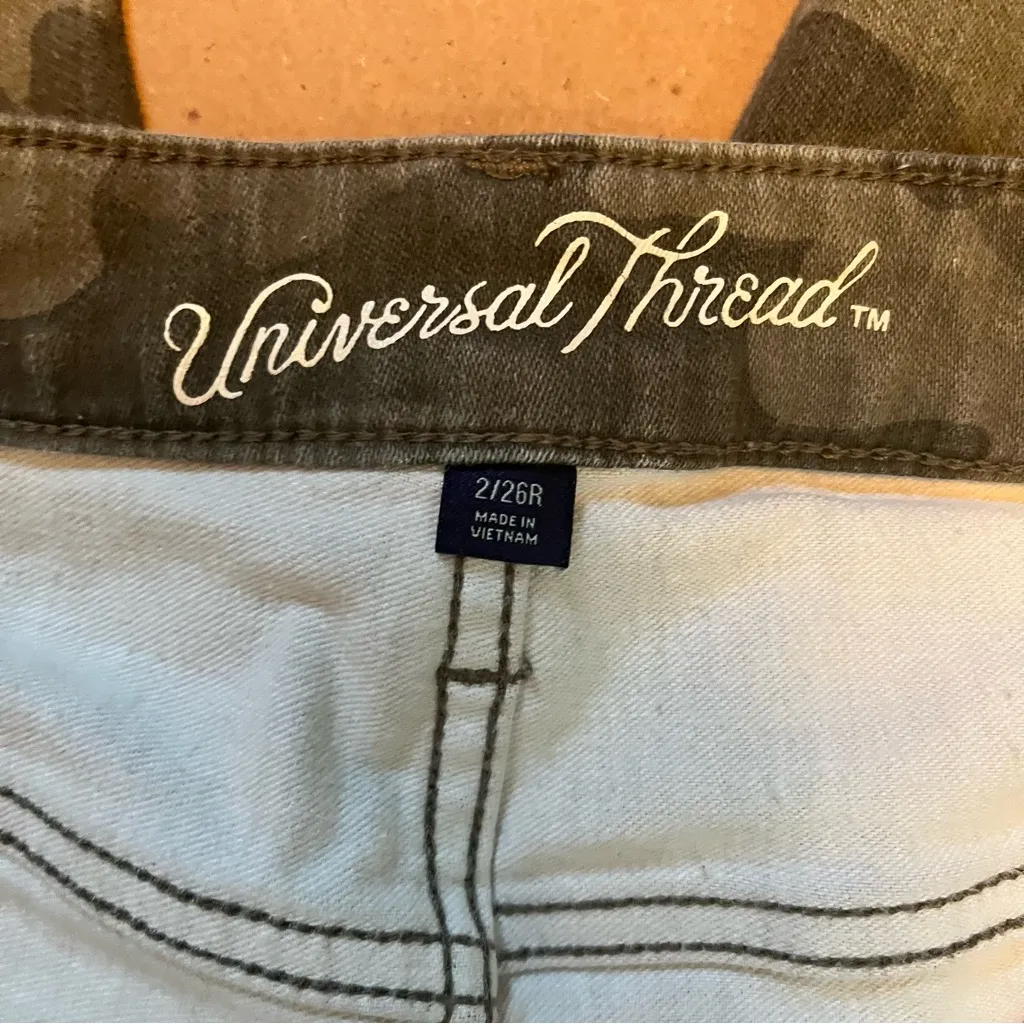 Universal Thread™
2/26R
MADE IN
VIETNAM